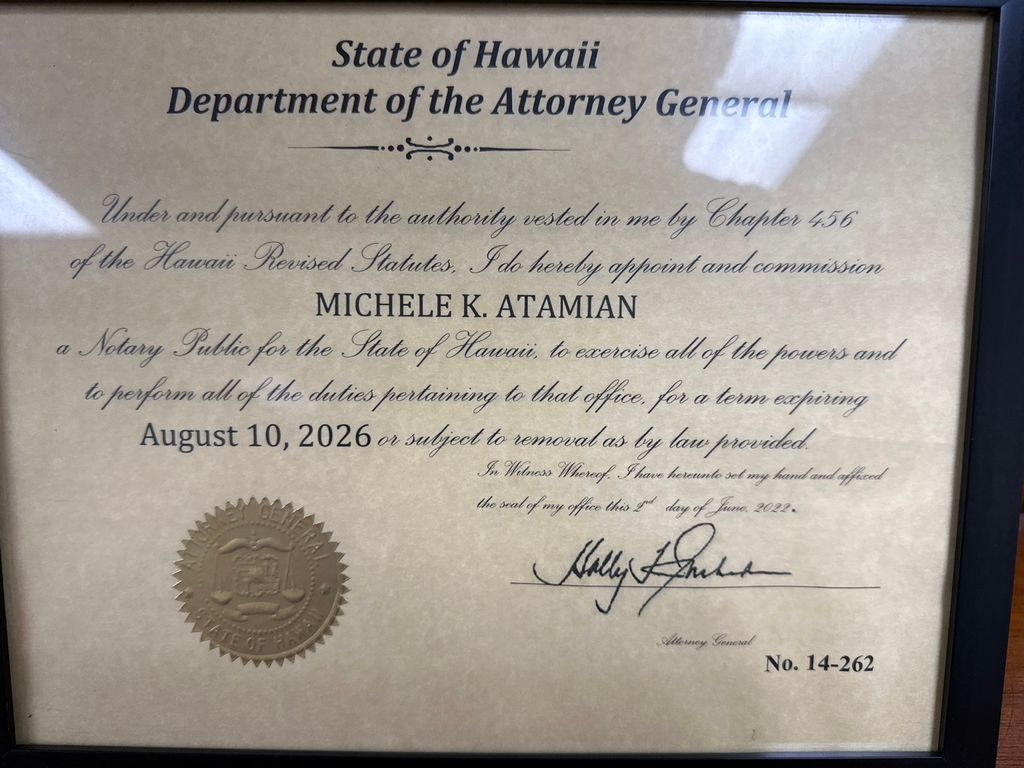 State of Hawaii
Department of the Attorney General
Under and pursuant to the authority vested in me by Chapter 456
of the Hawaii Revised Statutes, I do hereby appoint and commission
MICHELE K. ATAMIAN
a Notary Public for the State of Hawaii, to exercise all of the powers and
to perform all of the duties pertaining to that office, for a term expiring
August 10, 2026 or subject to removal as by law provided.
In Witness Whereof, I have hereunto set my hand and affixed
the seal of my office this 2nd day of June, 2022.
ATTORNEY GENERAL
STATE OF HAWAII
Attorney General
No. 14-262